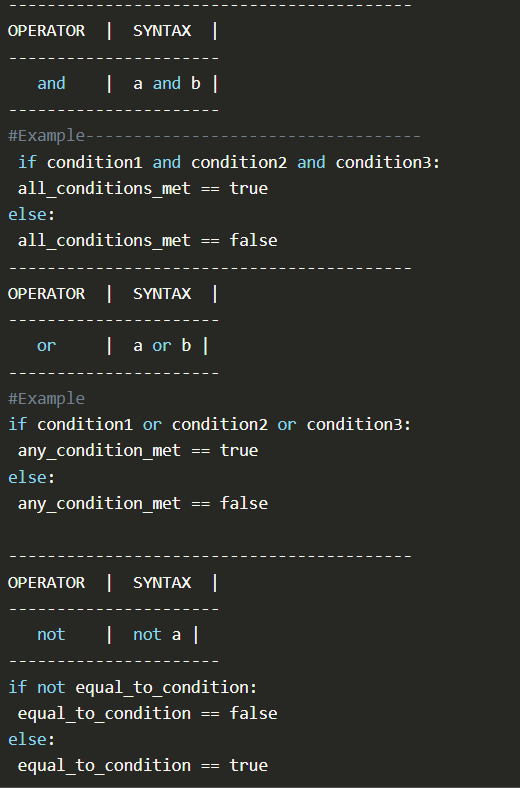 -------------------------------------------
OPERATOR  |  SYNTAX  |
----------------------
   and    |  a and b |
----------------------
#Example-----------------------------------
 if condition1 and condition2 and condition3:
 all_conditions_met == true
else:
 all_conditions_met == false
-------------------------------------------
OPERATOR  |  SYNTAX  |
----------------------
   or     |  a or b |
----------------------
#Example
if condition1 or condition2 or condition3:
 any_condition_met == true
else:
 any_condition_met == false
-------------------------------------------
OPERATOR  |  SYNTAX  |
----------------------
   not    |  not a |
----------------------
if not equal_to_condition:
 equal_to_condition == false
else:
 equal_to_condition == true